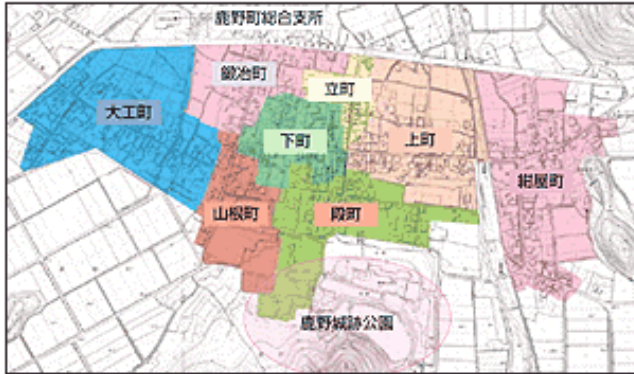 鹿野町総合支所
鍛冶町
立町
大工町
下町
上町
紺屋町
山根町
殿町
鹿野城跡公園